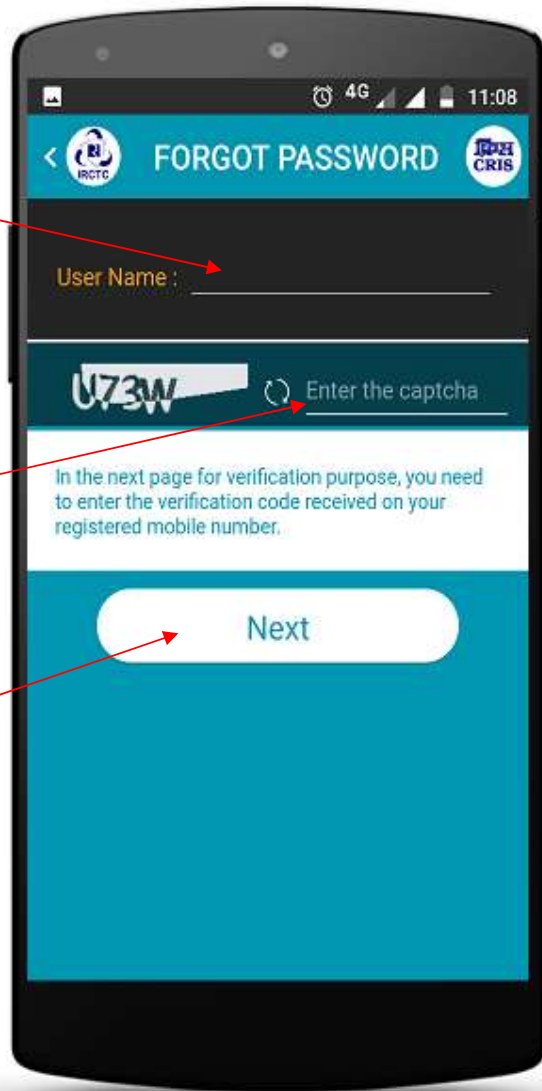 4G 11:08
< IRCTC FORGOT PASSWORD क्रिस CRIS
User Name :
U73W Enter the captcha
In the next page for verification purpose, you need
to enter the verification code received on your
registered mobile number.
Next